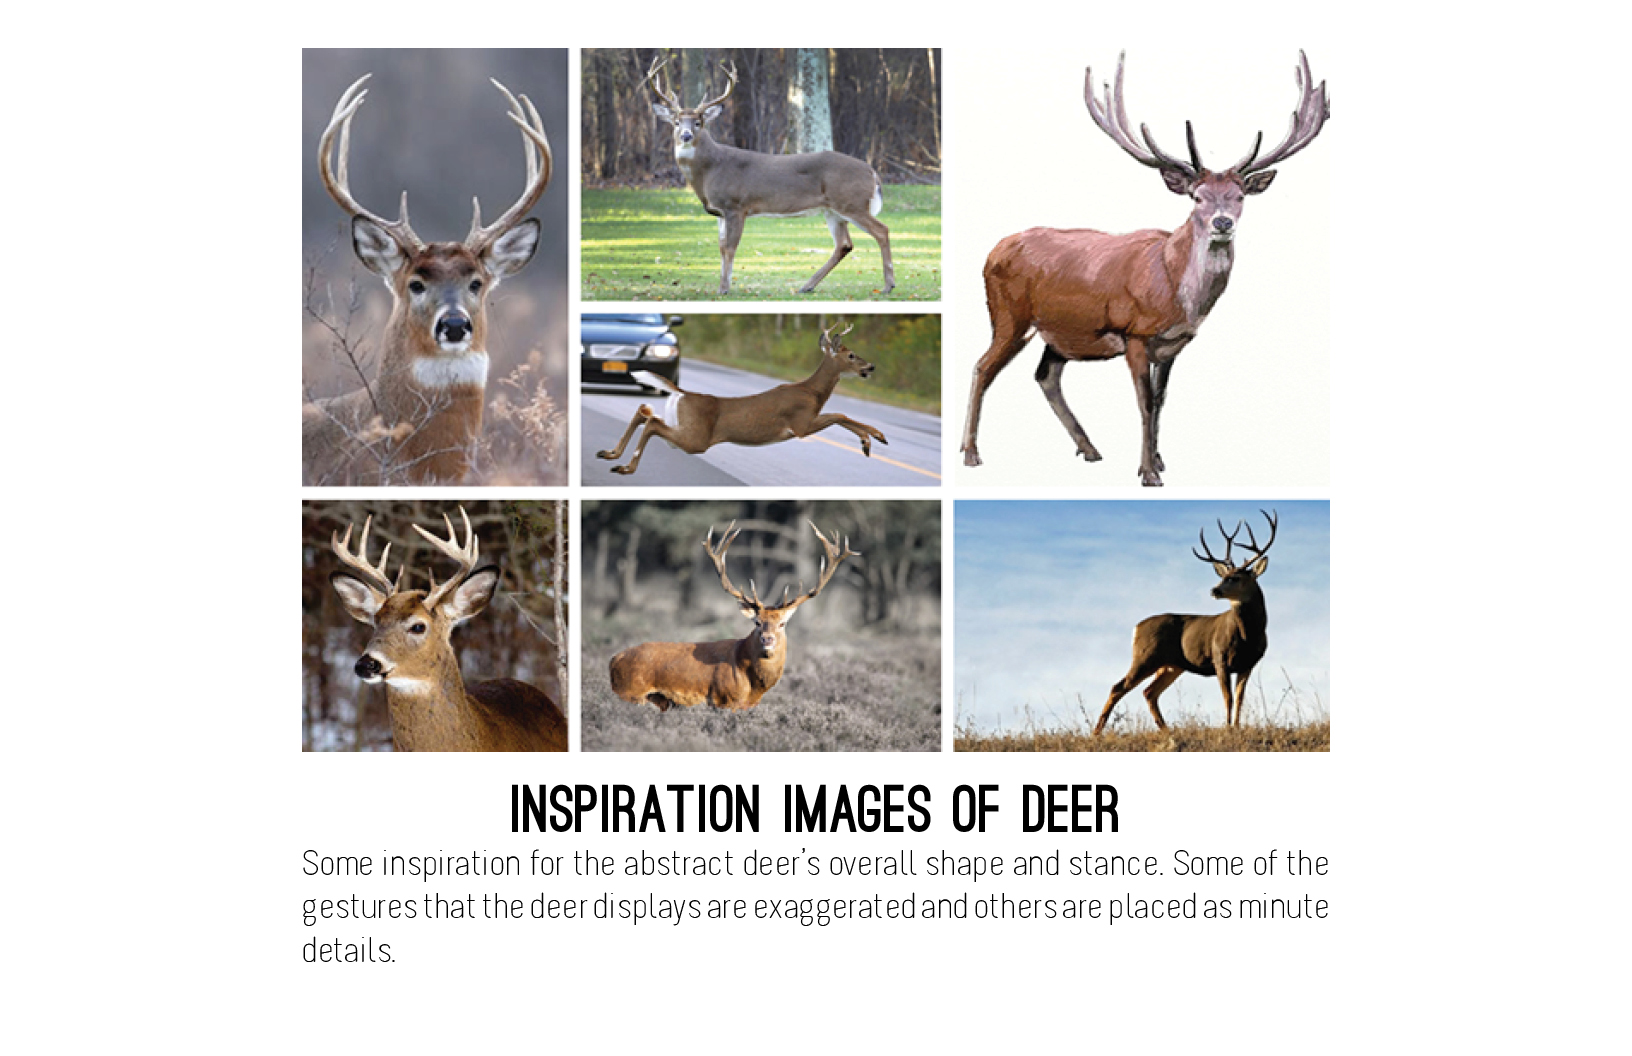 INSPIRATION IMAGES OF DEER
Some inspiration for the abstract deer's overall shape and stance. Some of the
gestures that the deer displays are exaggerated and others are placed as minute
details.